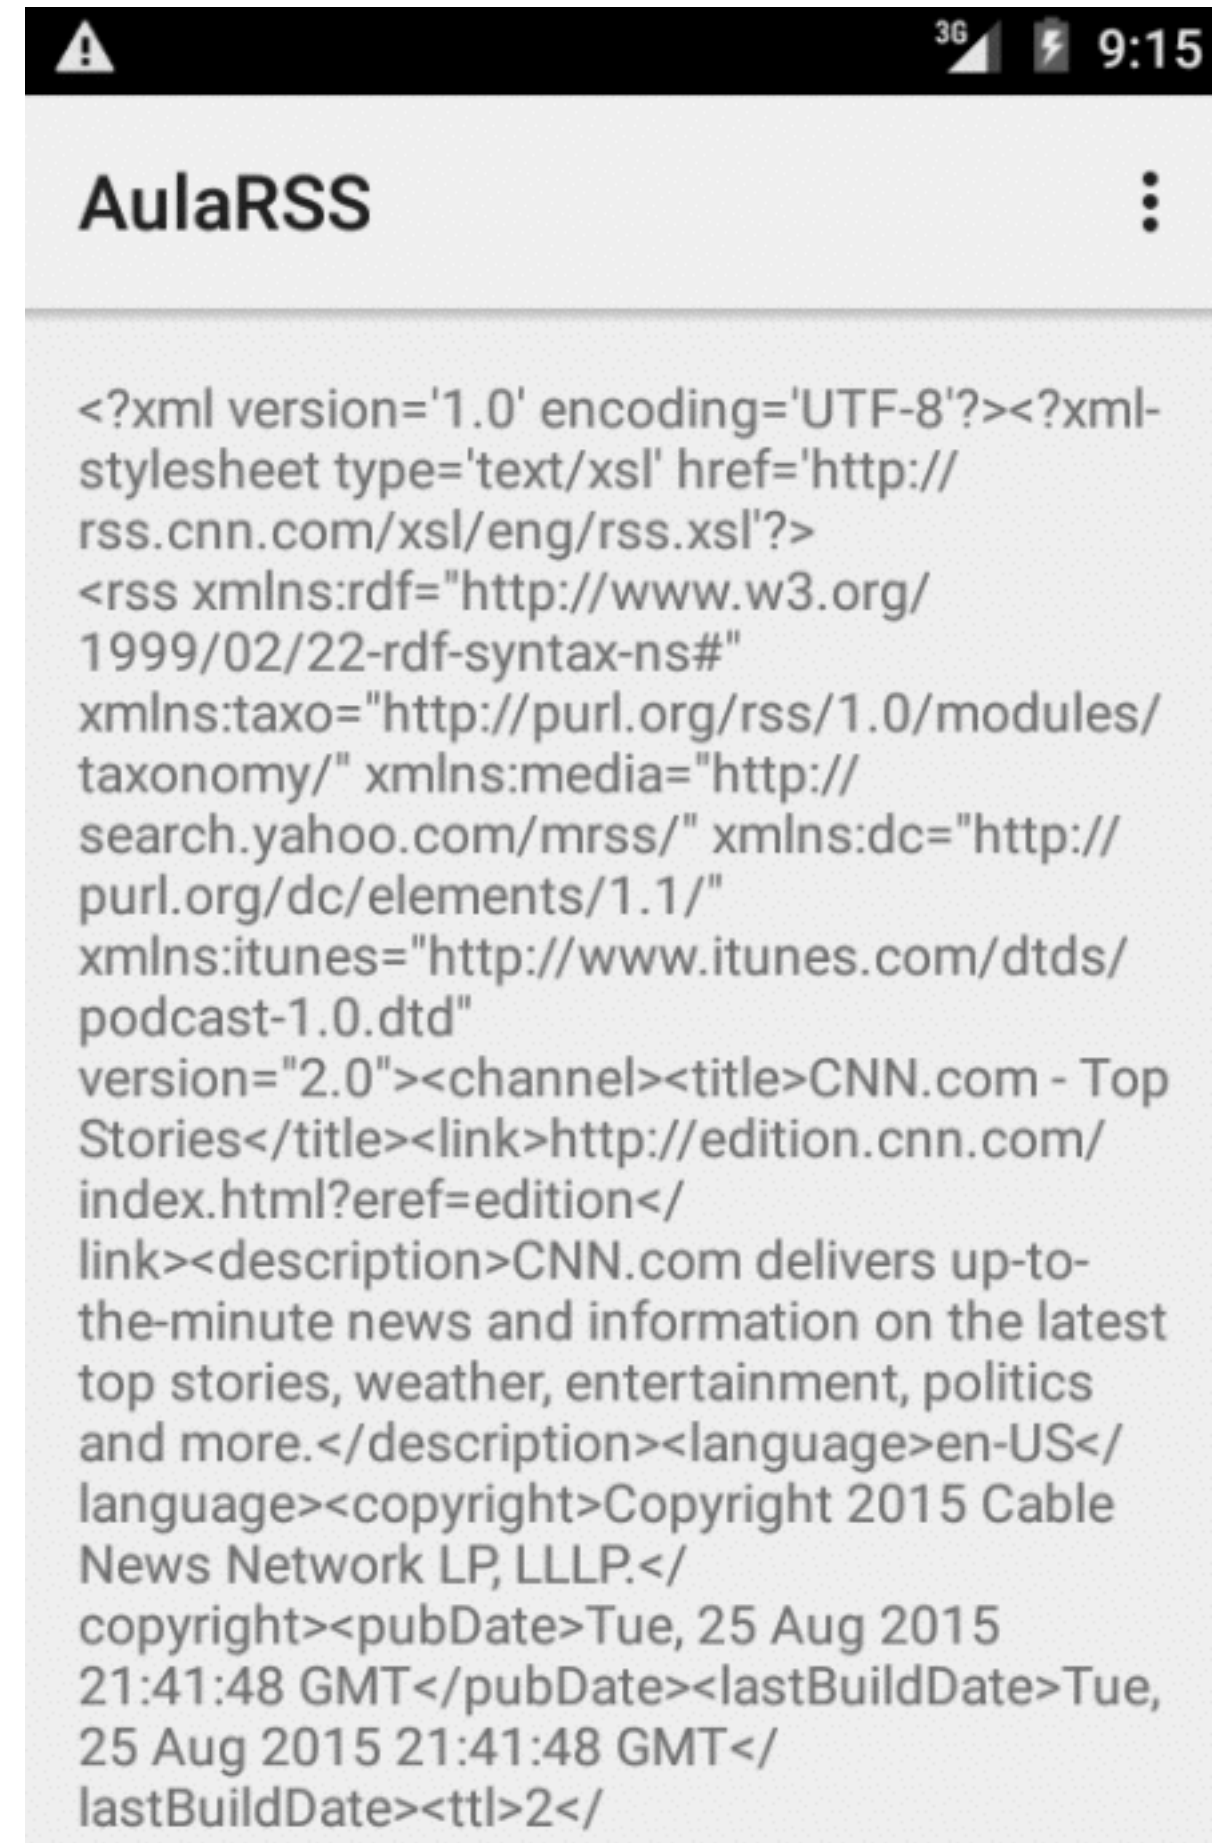 3G 9:15
AulaRSS
<?xml version='1.0' encoding='UTF-8'?><?xml-
stylesheet type='text/xsl' href='http://
rss.cnn.com/xsl/eng/rss.xsl'?>
<rss xmlns:rdf="http://www.w3.org/
1999/02/22-rdf-syntax-ns#"
xmlns:taxo="http://purl.org/rss/1.0/modules/
taxonomy/" xmlns:media="http://
search.yahoo.com/mrss/" xmlns:dc="http://
purl.org/dc/elements/1.1/"
xmlns:itunes="http://www.itunes.com/dtds/
podcast-1.0.dtd"
version="2.0"><channel><title>CNN.com - Top
Stories</title><link>http://edition.cnn.com/
index.html?eref=edition</
link><description>CNN.com delivers up-to-
the-minute news and information on the latest
top stories, weather, entertainment, politics
and more.</description><language>en-US</
language><copyright>Copyright 2015 Cable
News Network LP, LLLP.</
copyright><pubDate>Tue, 25 Aug 2015
21:41:48 GMT</pubDate><lastBuildDate>Tue,
25 Aug 2015 21:41:48 GMT</
lastBuildDate><ttl>2</